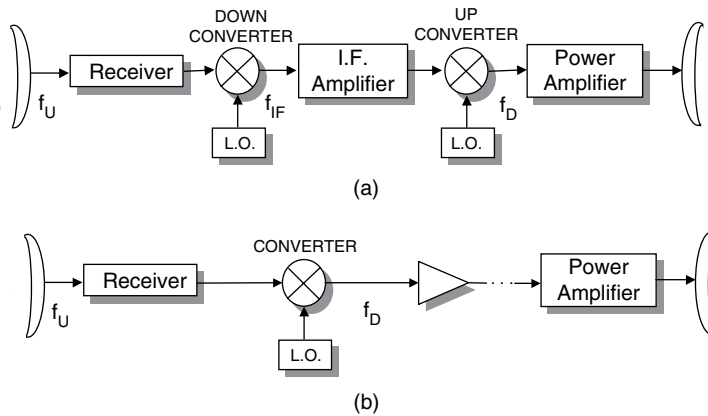 DOWN
CONVERTER
UP
CONVERTER
Receiver
I.F.
Amplifier
Power
Amplifier
f_U
f_IF
f_D
L.O.
L.O.
(a)
CONVERTER
Receiver
Power
Amplifier
f_U
f_D
L.O.
(b)